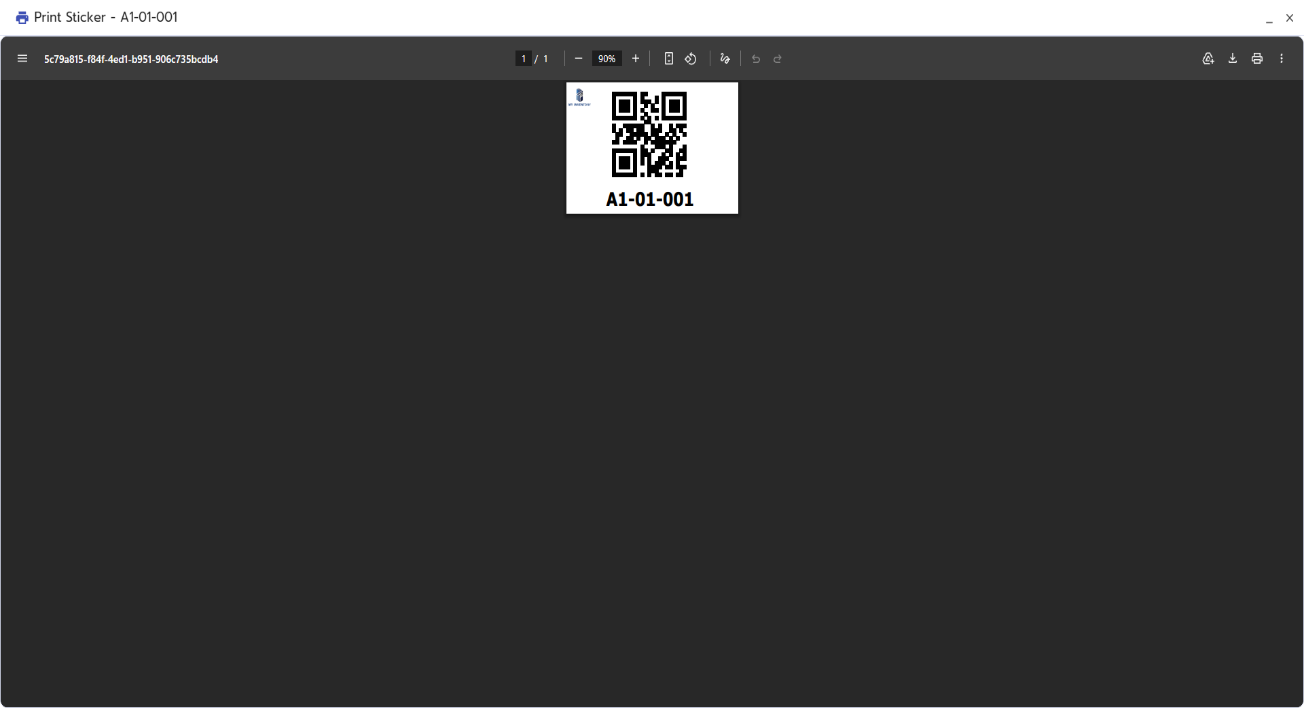 Print Sticker - A1-01-001
5c79a815-f84f-4ed1-b951-906c735bcdb4
1 / 1
90%
A1-01-001